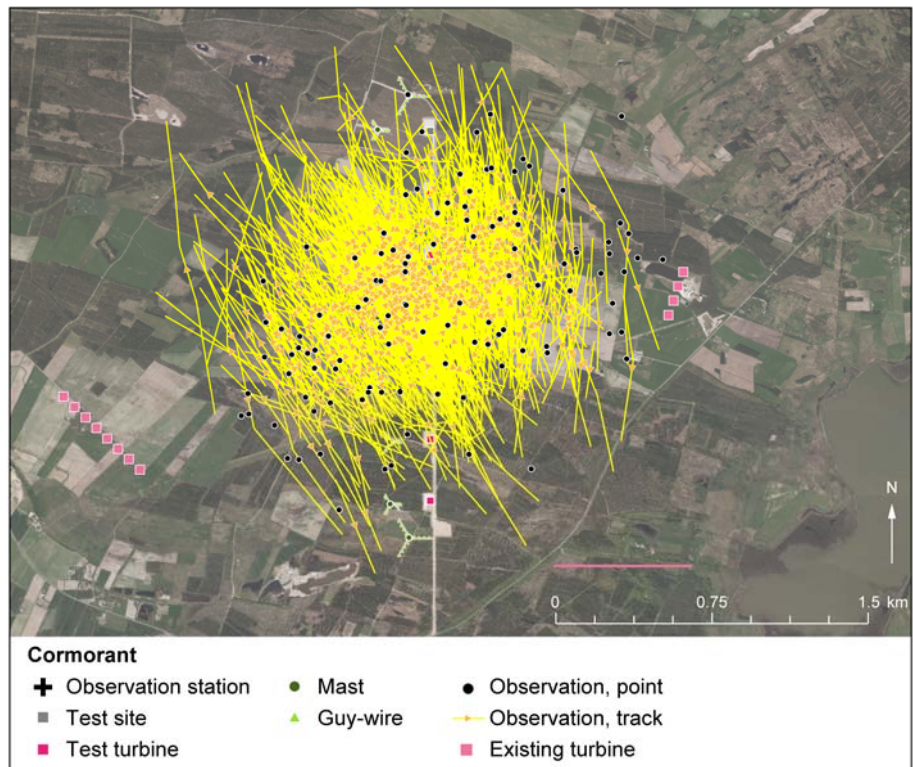 N
0 0.75 1.5 km
Cormorant
Observation station Mast Observation, point
Test site Guy-wire Observation, track
Test turbine Existing turbine